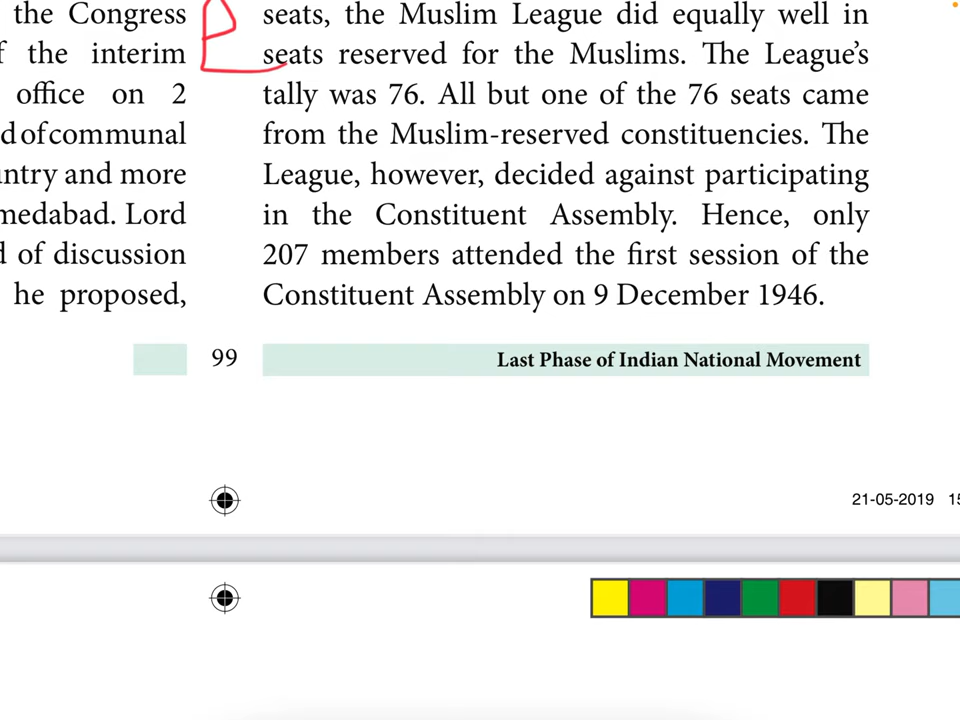 the Congress
f the interim
office on 2
d of communal
untry and more
medabad. Lord
d of discussion
he proposed,
seats, the Muslim League did equally well in
seats reserved for the Muslims. The League's
tally was 76. All but one of the 76 seats came
from the Muslim-reserved constituencies. The
League, however, decided against participating
in the Constituent Assembly. Hence, only
207 members attended the first session of the
Constituent Assembly on 9 December 1946.
99
Last Phase of Indian National Movement
21-05-2019 15